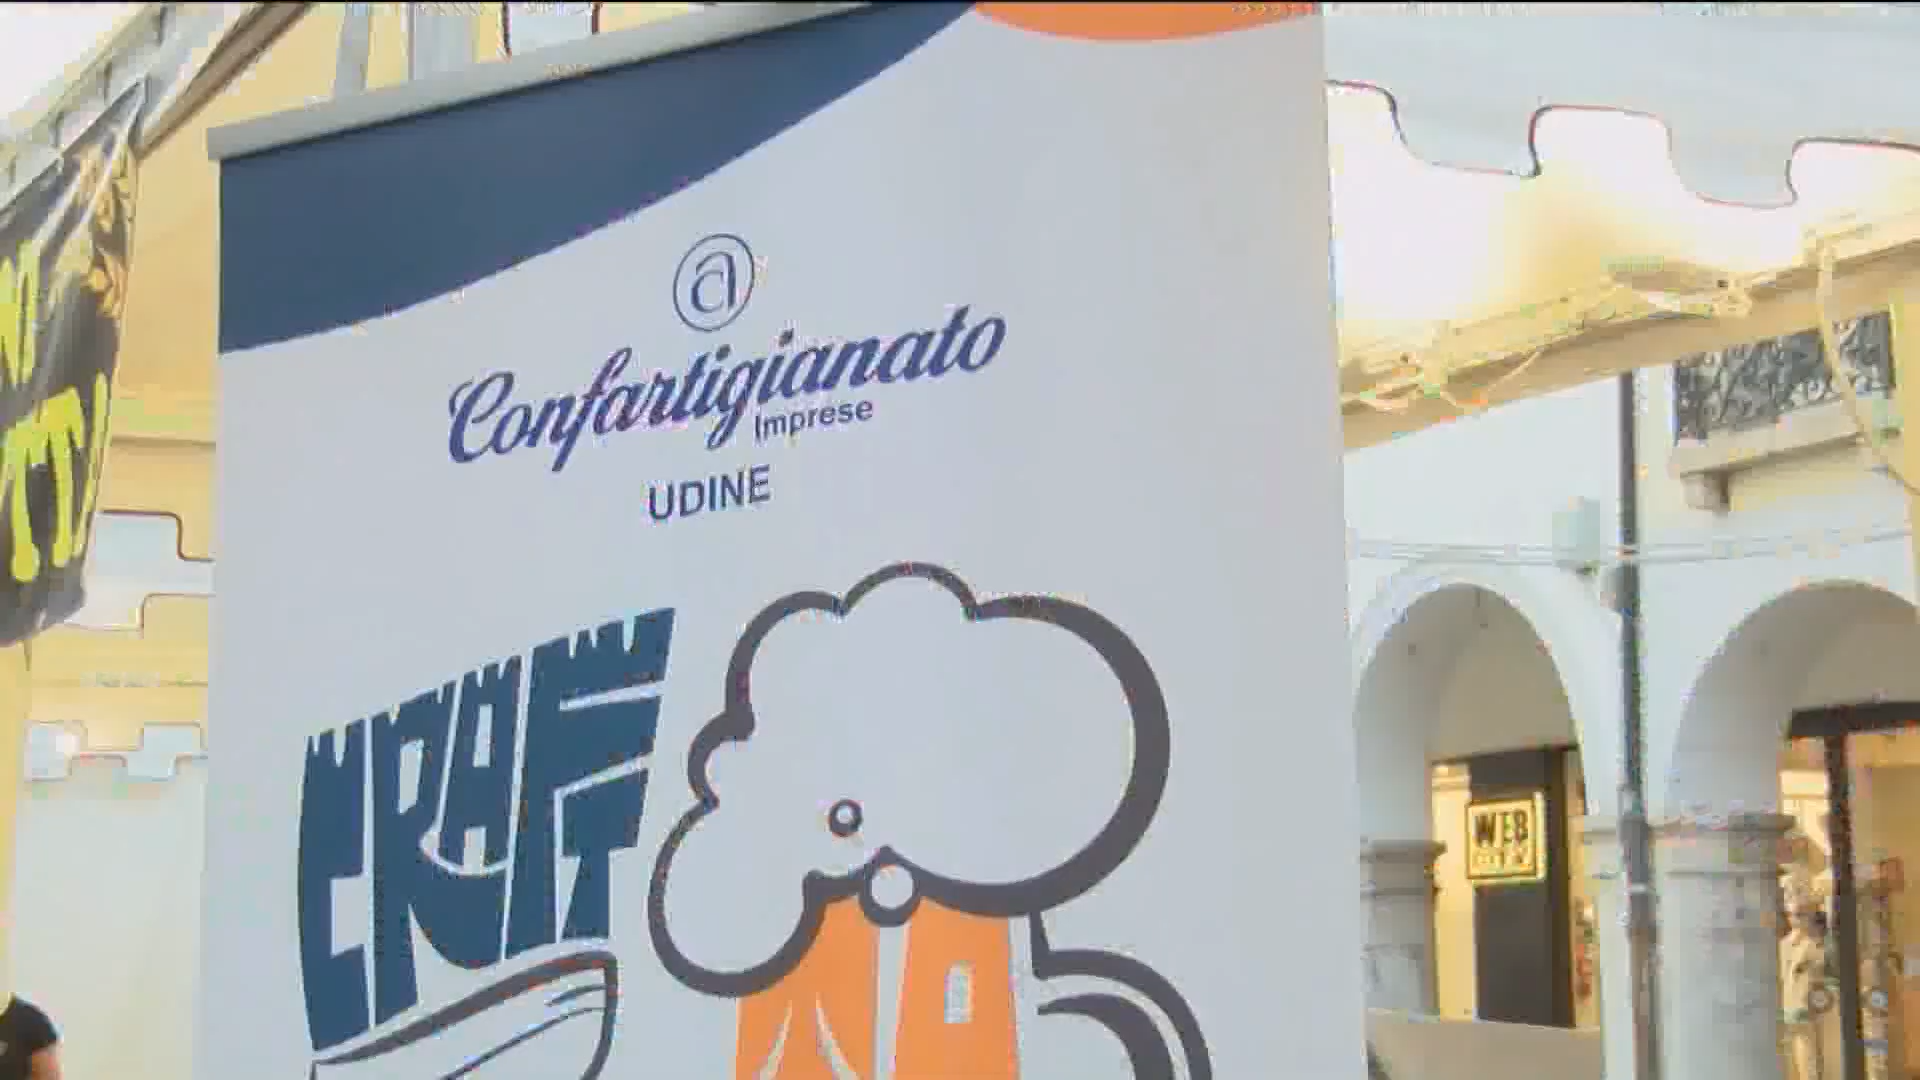 a
Confartigianato
Imprese
UDINE
CRAFT
WEB